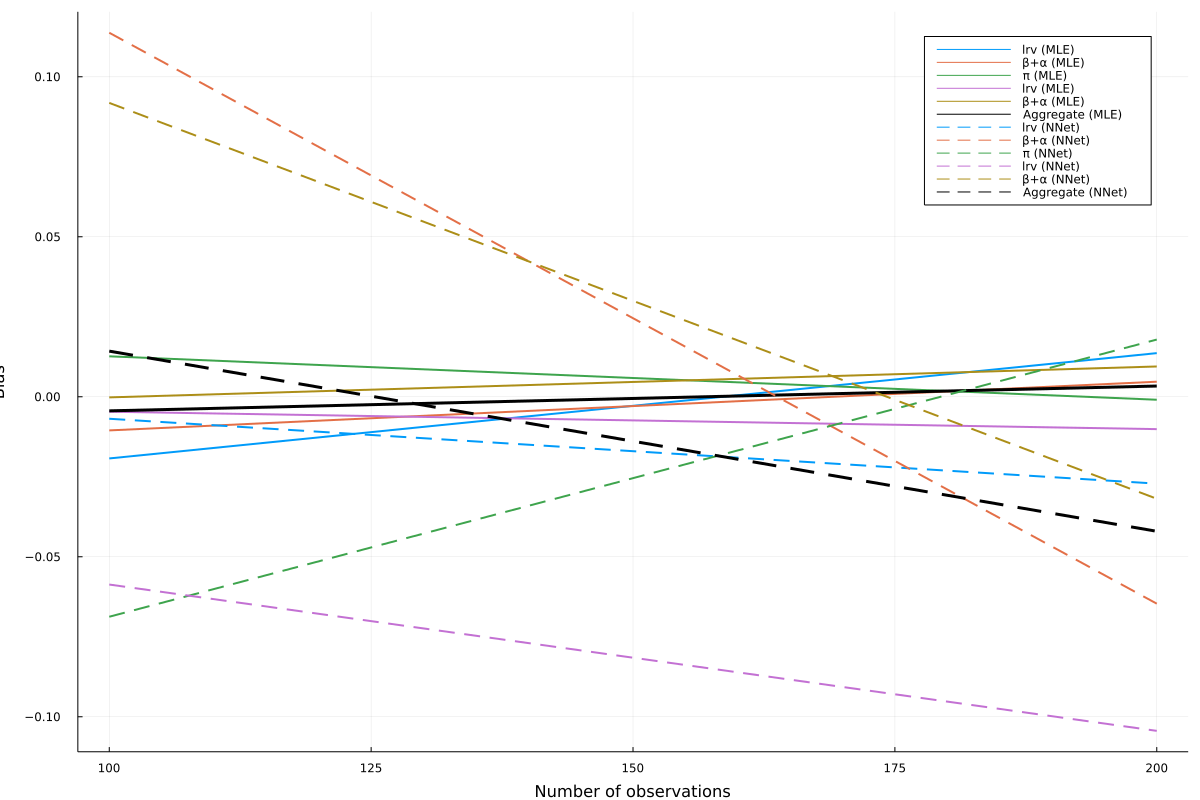 0.10
0.05
0.00
−0.05
−0.10
100 125 150 175 200
Number of observations
lrv (MLE)
β+α (MLE)
π (MLE)
lrv (MLE)
β+α (MLE)
Aggregate (MLE)
lrv (NNet)
β+α (NNet)
π (NNet)
lrv (NNet)
β+α (NNet)
Aggregate (NNet)